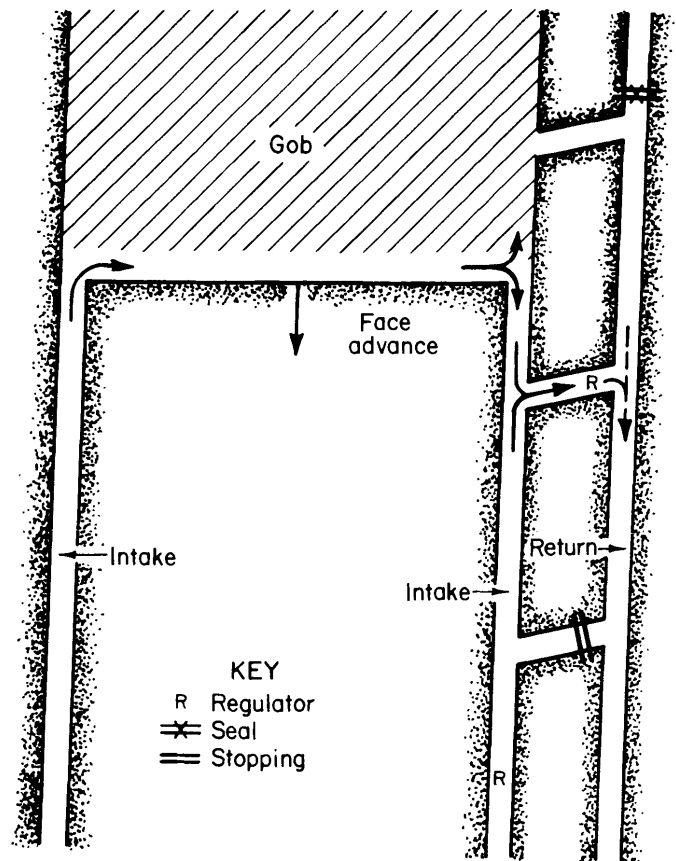 Gob
Face
advance
R
Intake
Return
Intake
KEY
R Regulator
Seal
Stopping
R